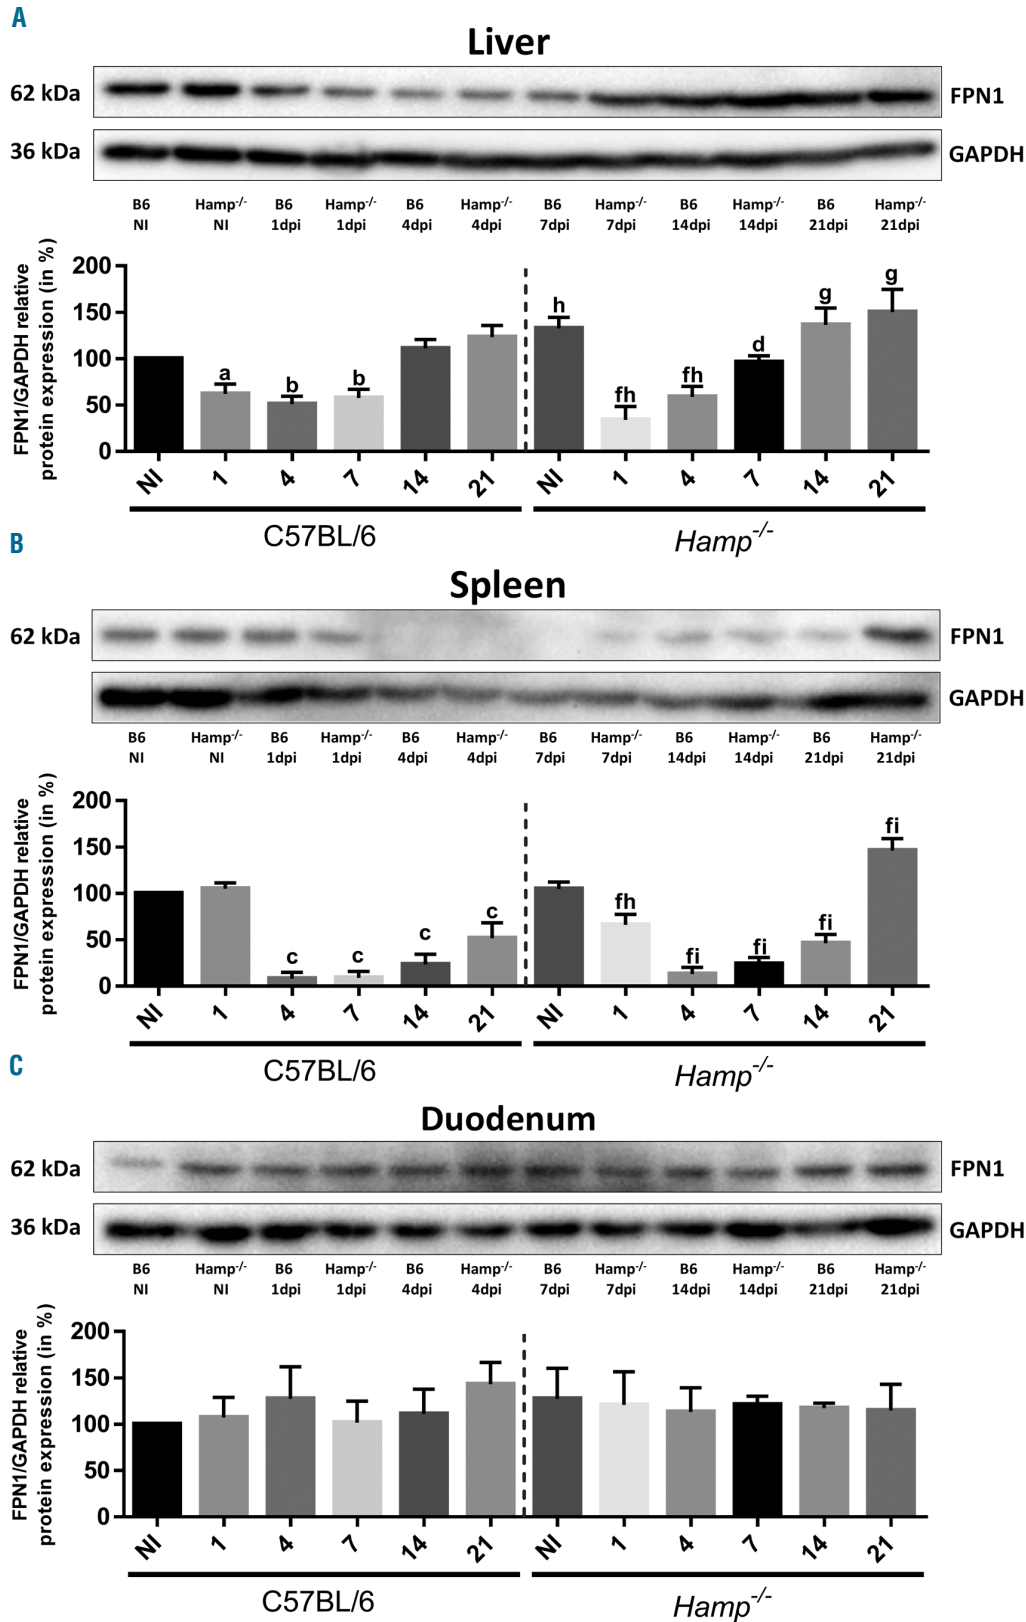 A
Liver
62 kDa
FPN1
36 kDa
GAPDH
B6 Hamp-/- B6 Hamp-/- B6 Hamp-/- B6 Hamp-/- B6 Hamp-/- B6 Hamp-/-
NI NI 1dpi 1dpi 4dpi 4dpi 7dpi 7dpi 14dpi 14dpi 21dpi 21dpi
FPN1/GAPDH relative
protein expression (in %)
200
150
100
50
0
a b b h fh fh d g g
NI 1 4 7 14 21 NI 1 4 7 14 21
C57BL/6 Hamp-/-
B
Spleen
62 kDa
FPN1
GAPDH
B6 Hamp-/- B6 Hamp-/- B6 Hamp-/- B6 Hamp-/- B6 Hamp-/- B6 Hamp-/-
NI NI 1dpi 1dpi 4dpi 4dpi 7dpi 7dpi 14dpi 14dpi 21dpi 21dpi
FPN1/GAPDH relative
protein expression (in %)
200
150
100
50
0
c c c c fh fi fi fi fi
NI 1 4 7 14 21 NI 1 4 7 14 21
C57BL/6 Hamp-/-
C
Duodenum
62 kDa
FPN1
36 kDa
GAPDH
B6 Hamp-/- B6 Hamp-/- B6 Hamp-/- B6 Hamp-/- B6 Hamp-/- B6 Hamp-/-
NI NI 1dpi 1dpi 4dpi 4dpi 7dpi 7dpi 14dpi 14dpi 21dpi 21dpi
FPN1/GAPDH relative
protein expression (in %)
200
150
100
50
0
NI 1 4 7 14 21 NI 1 4 7 14 21
C57BL/6 Hamp-/-